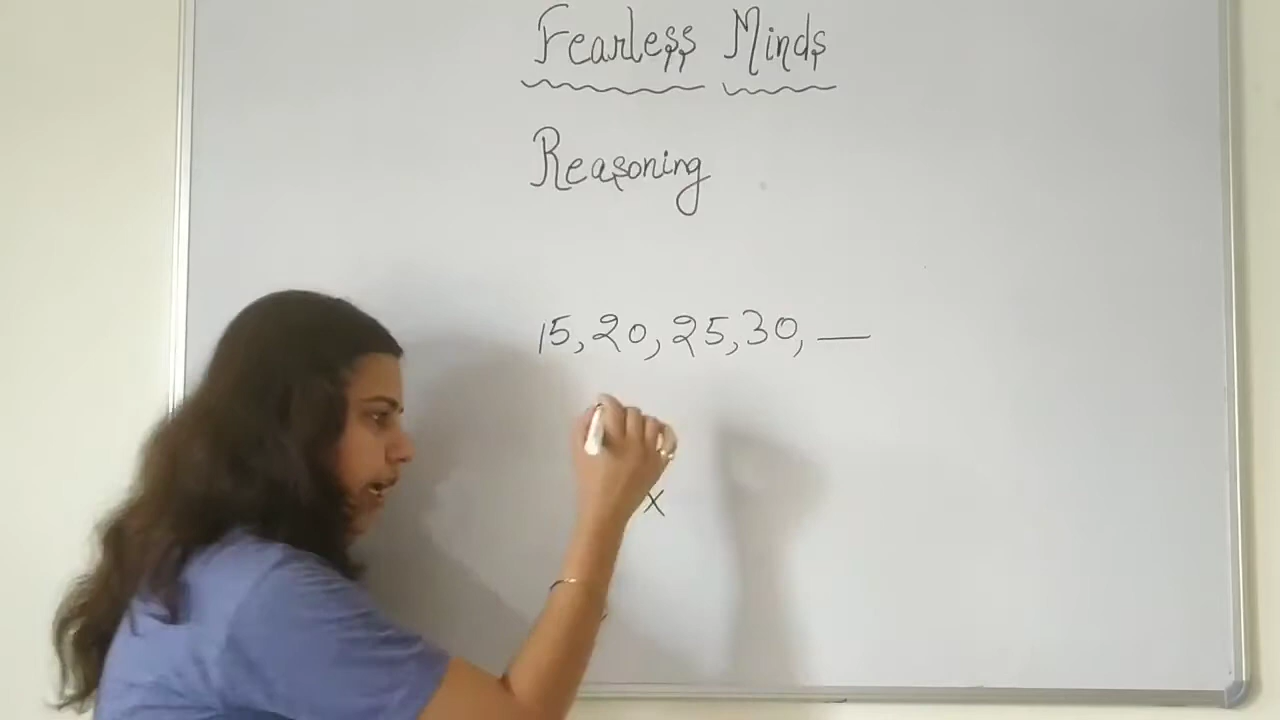 Fearless Minds
Reasoning
15, 20, 25, 30, __
x